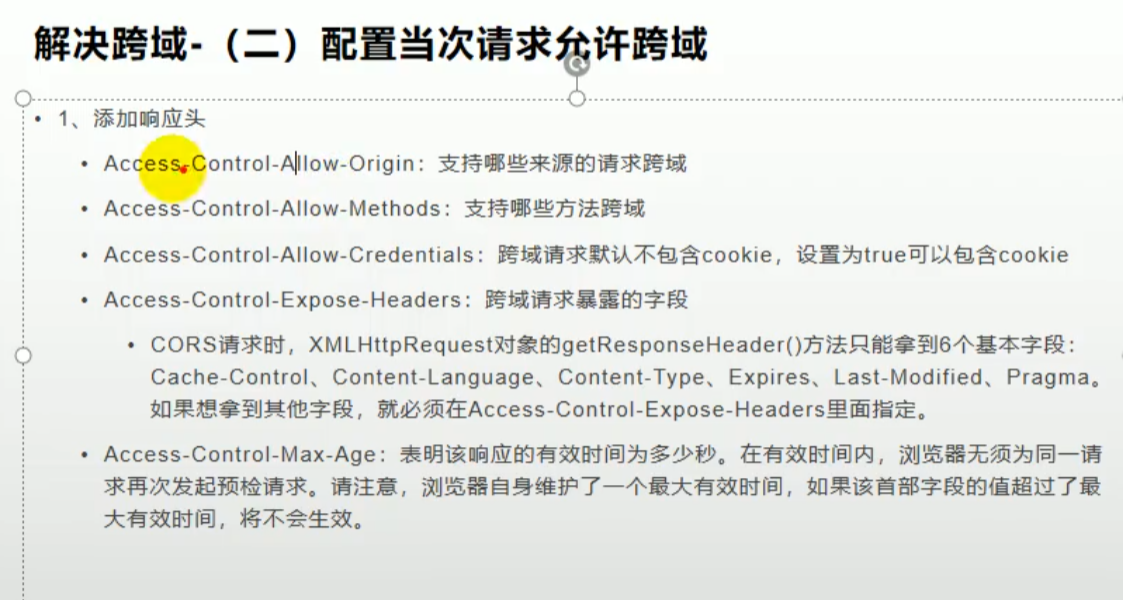 解决跨域-（二）配置当次请求允许跨域
• 1、添加响应头
• Access-Control-Allow-Origin：支持哪些来源的请求跨域
• Access-Control-Allow-Methods：支持哪些方法跨域
• Access-Control-Allow-Credentials：跨域请求默认不包含cookie，设置为true可以包含cookie
• Access-Control-Expose-Headers：跨域请求暴露的字段
• CORS请求时，XMLHttpRequest对象的getResponseHeader()方法只能拿到6个基本字段：
Cache-Control、Content-Language、Content-Type、Expires、Last-Modified、Pragma。
如果想拿到其他字段，就必须在Access-Control-Expose-Headers里面指定。
• Access-Control-Max-Age：表明该响应的有效时间为多少秒。在有效时间内，浏览器无须为同一请
求再次发起预检请求。请注意，浏览器自身维护了一个最大有效时间，如果该首部字段的值超过了最
大有效时间，将不会生效。